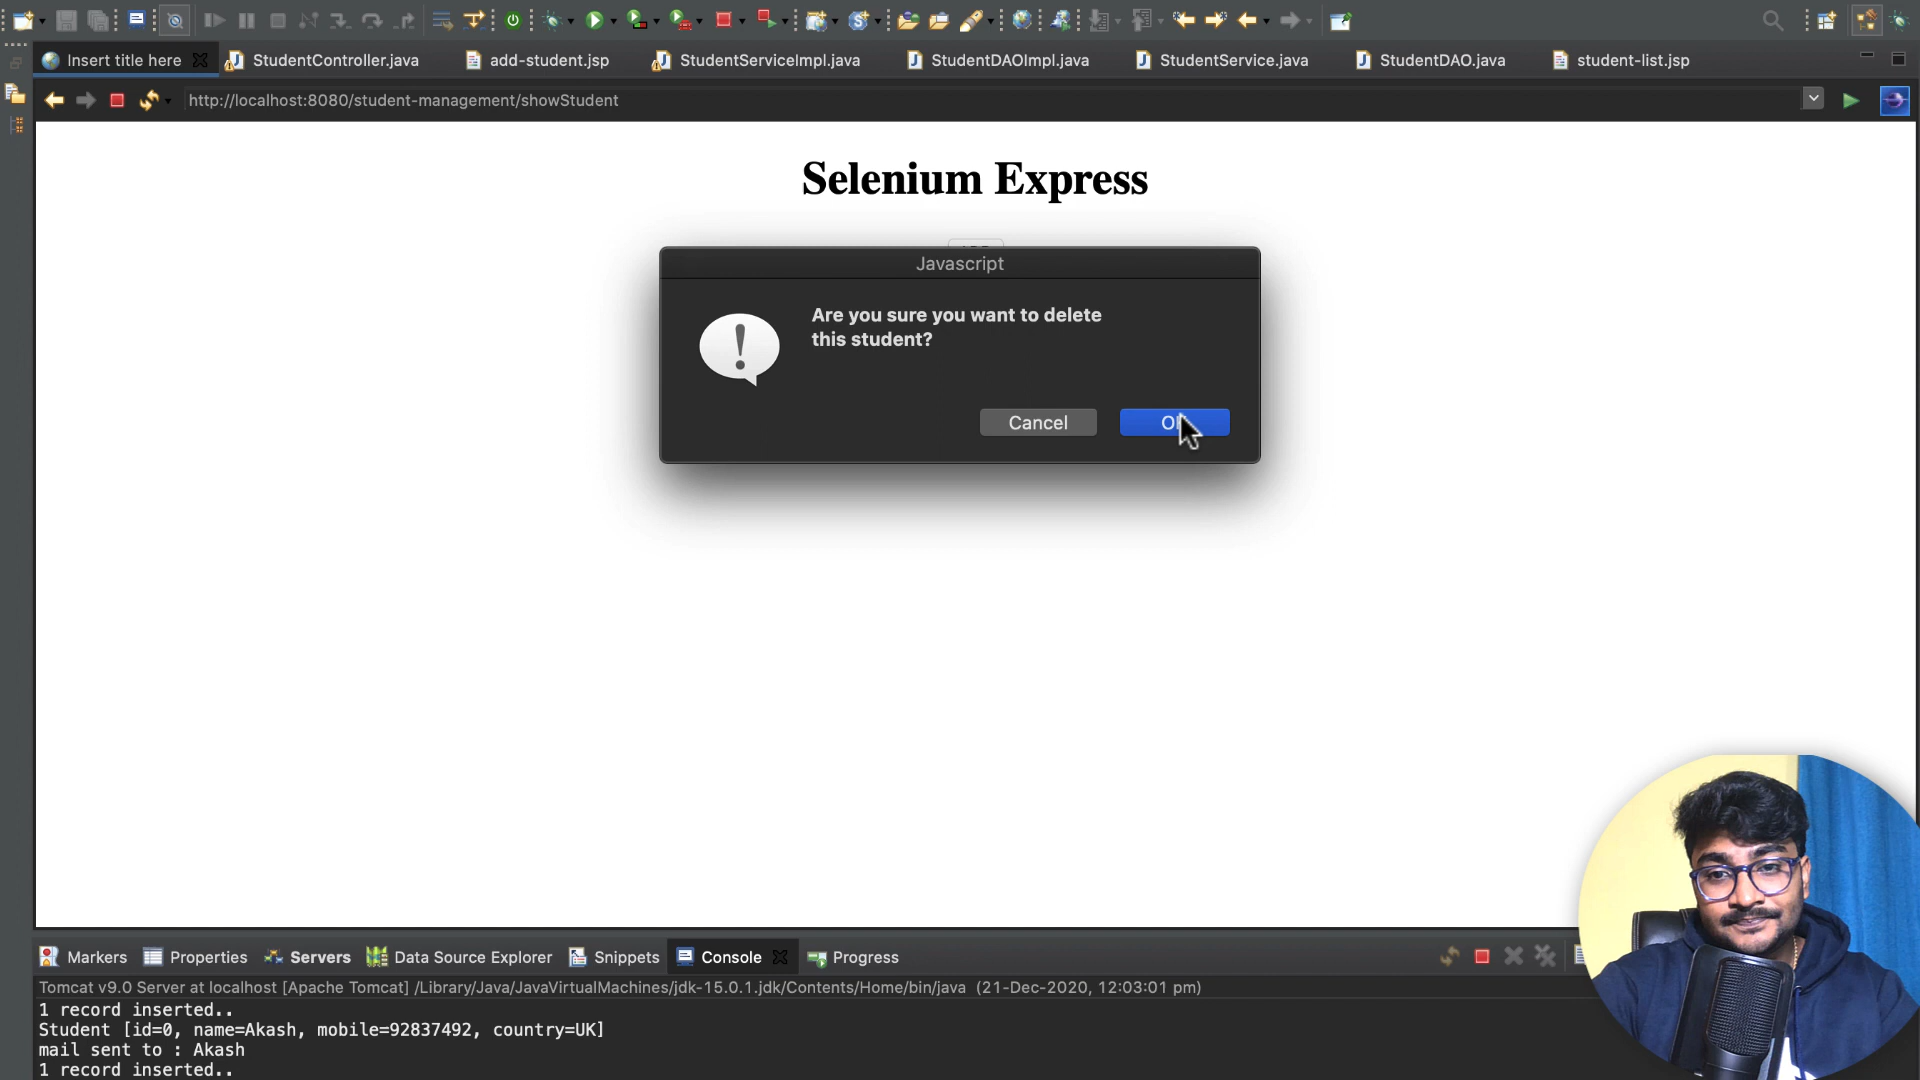 Insert title here
StudentController.java
add-student.jsp
StudentServiceImpl.java
StudentDAOImpl.java
StudentService.java
StudentDAO.java
student-list.jsp
http://localhost:8080/student-management/showStudent
Selenium Express
Javascript
Are you sure you want to delete
this student?
Cancel
Markers
Properties
Servers
Data Source Explorer
Snippets
Console
Progress
Tomcat v9.0 Server at localhost [Apache Tomcat] /Library/Java/JavaVirtualMachines/jdk-15.0.1.jdk/Contents/Home/bin/java (21-Dec-2020, 12:03:01 pm)
1 record inserted..
Student [id=0, name=Akash, mobile=92837492, country=UK]
mail sent to : Akash
1 record inserted..